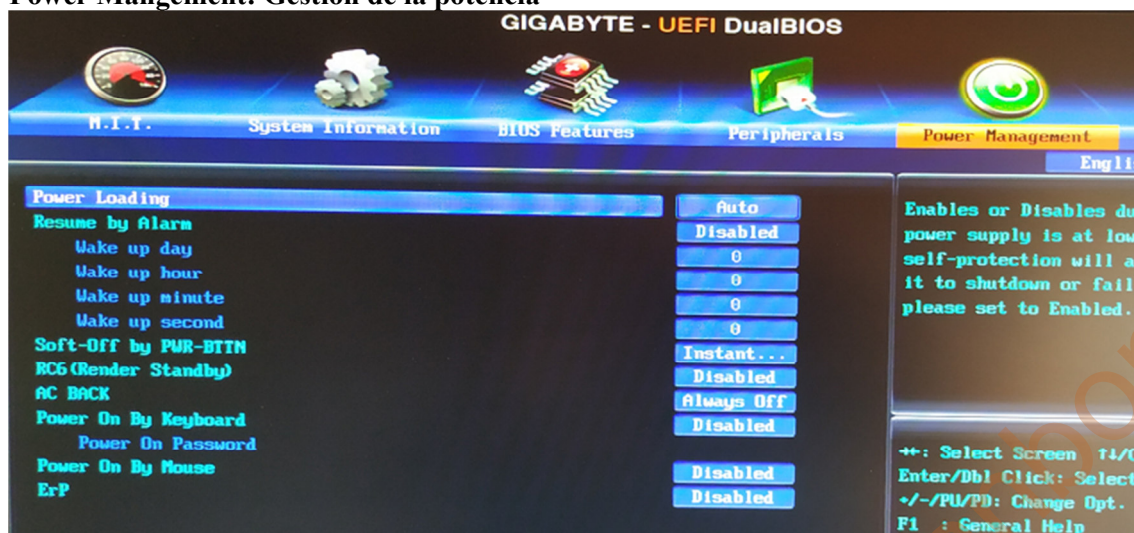 Power Mangement: Gestión de la potencia
GIGABYTE - UEFI DualBIOS
M.I.T. System Information BIOS Features Peripherals Power Management
Power Loading Auto
Resume by Alarm Disabled
Wake up day 0
Wake up hour 0
Wake up minute 0
Wake up second 0
Soft-Off by PWR-BTTN Instant...
RC6(Render Standby) Disabled
AC BACK Always Off
Power On By Keyboard Disabled
Power On Password
Power On By Mouse Disabled
ErP Disabled
Enables or Disables
power supply is at
self-protection will
it to shutdown or fail
please set to Enabled.
: Select Screen
Enter/Dbl Click: Select
+/-/PU/PD: Change Opt.
F1 : General Help